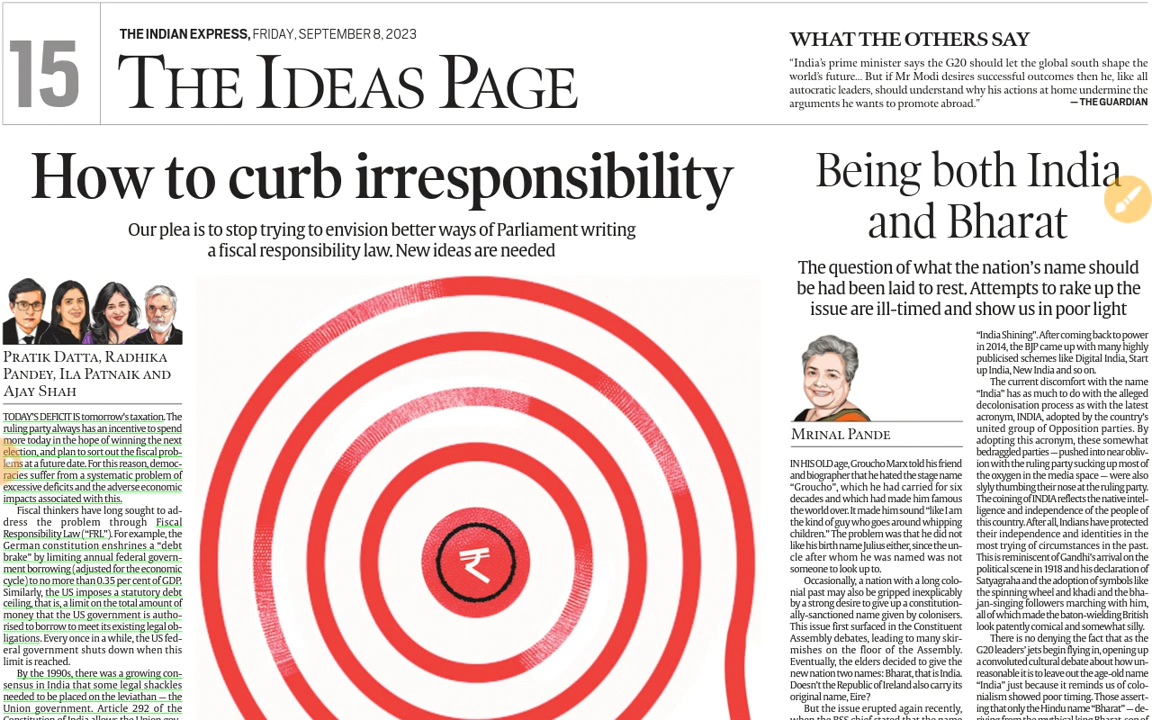 15
THE INDIAN EXPRESS, FRIDAY, SEPTEMBER 8, 2023
THE IDEAS PAGE
WHAT THE OTHERS SAY
“India’s prime minister says the G20 should let the global south shape the
world’s future... But if Mr Modi desires successful outcomes then he, like all
autocratic leaders, should understand why his actions at home undermine the
arguments he wants to promote abroad.” — THE GUARDIAN
How to curb irresponsibility
Our plea is to stop trying to envision better ways of Parliament writing
a fiscal responsibility law. New ideas are needed
PRATIK DATTA, RADHIKA
PANDEY, ILA PATNAIK AND
AJAY SHAH
TODAY’S DEFICIT IS tomorrow’s taxation. The
ruling party always has an incentive to spend
more today in the hope of winning the next
election, and plan to sort out the fiscal prob-
lems at a future date. For this reason, democ-
racies suffer from a systematic problem of
excessive deficits and the adverse economic
impacts associated with this.
Fiscal thinkers have long sought to ad-
dress the problem through Fiscal
Responsibility Law (“FRL”). For example, the
German constitution enshrines a “debt
brake” by limiting annual federal govern-
ment borrowing (adjusted for the economic
cycle) to no more than 0.35 per cent of GDP.
Similarly, the US imposes a statutory debt
ceiling, that is, a limit on the total amount of
money that the US government is autho-
rised to borrow to meet its existing legal ob-
ligations. Every once in a while, the US fed-
eral government shuts down when this
limit is reached.
By the 1990s, there was a growing con-
sensus in India that some legal shackles
needed to be placed on the leviathan — the
Union government. Article 292 of the
Constitution of India allows the Union gov-
₹
Being both India
and Bharat
The question of what the nation’s name should
be had been laid to rest. Attempts to rake up the
issue are ill-timed and show us in poor light
MRINAL PANDE
IN HIS OLD age, Groucho Marx told his friend
and biographer that he hated the stage name
“Groucho”, which he had carried for six
decades and which had made him famous
the world over. It made him sound “like I am
the kind of guy who goes around whipping
children.” The problem was that he did not
like his birth name Julius either, since the un-
cle after whom he was named was not
someone to look up to.
Occasionally, a nation with a long colo-
nial past may also be gripped inexplicably
by a strong desire to give up a constitution-
ally-sanctioned name given by colonisers.
This issue first surfaced in the Constituent
Assembly debates, leading to many skir-
mishes on the floor of the Assembly.
Eventually, the elders decided to give the
new nation two names: Bharat, that is India.
Doesn’t the Republic of Ireland also carry its
original name, Eire?
But the issue erupted again recently,
when the RSS chief stated that the name
“India Shining”. After coming back to power
in 2014, the BJP came up with many highly
publicised schemes like Digital India, Start
up India, New India and so on.
The current discomfort with the name
“India” has as much to do with the alleged
decolonisation process as with the latest
acronym, INDIA, adopted by the country’s
united group of Opposition parties. By
adopting this acronym, these somewhat
bedraggled parties — pushed into near obliv-
ion with the ruling party sucking up most of
the oxygen in the media space — were also
slyly thumbing their nose at the ruling party.
The coining of INDIA reflects the native intel-
ligence and independence of the people of
this country. After all, Indians have protected
their independence and identities in the
most trying of circumstances in the past.
This is reminiscent of Gandhi’s arrival on the
political scene in 1918 and his declaration of
Satyagraha and the adoption of symbols like
the spinning wheel and khadi and the bha-
jan-singing followers marching with him,
all of which made the baton-wielding British
look patently comical and somewhat silly.
There is no denying the fact that as the
G20 leaders’ jets begin flying in, opening up
a convoluted cultural debate about how un-
reasonable it is to leave out the age-old name
“India” just because it reminds us of colo-
nialism showed poor timing. Those assert-
ing that only the Hindu name “Bharat” — de-
riving from the mythical king Bharat, son of